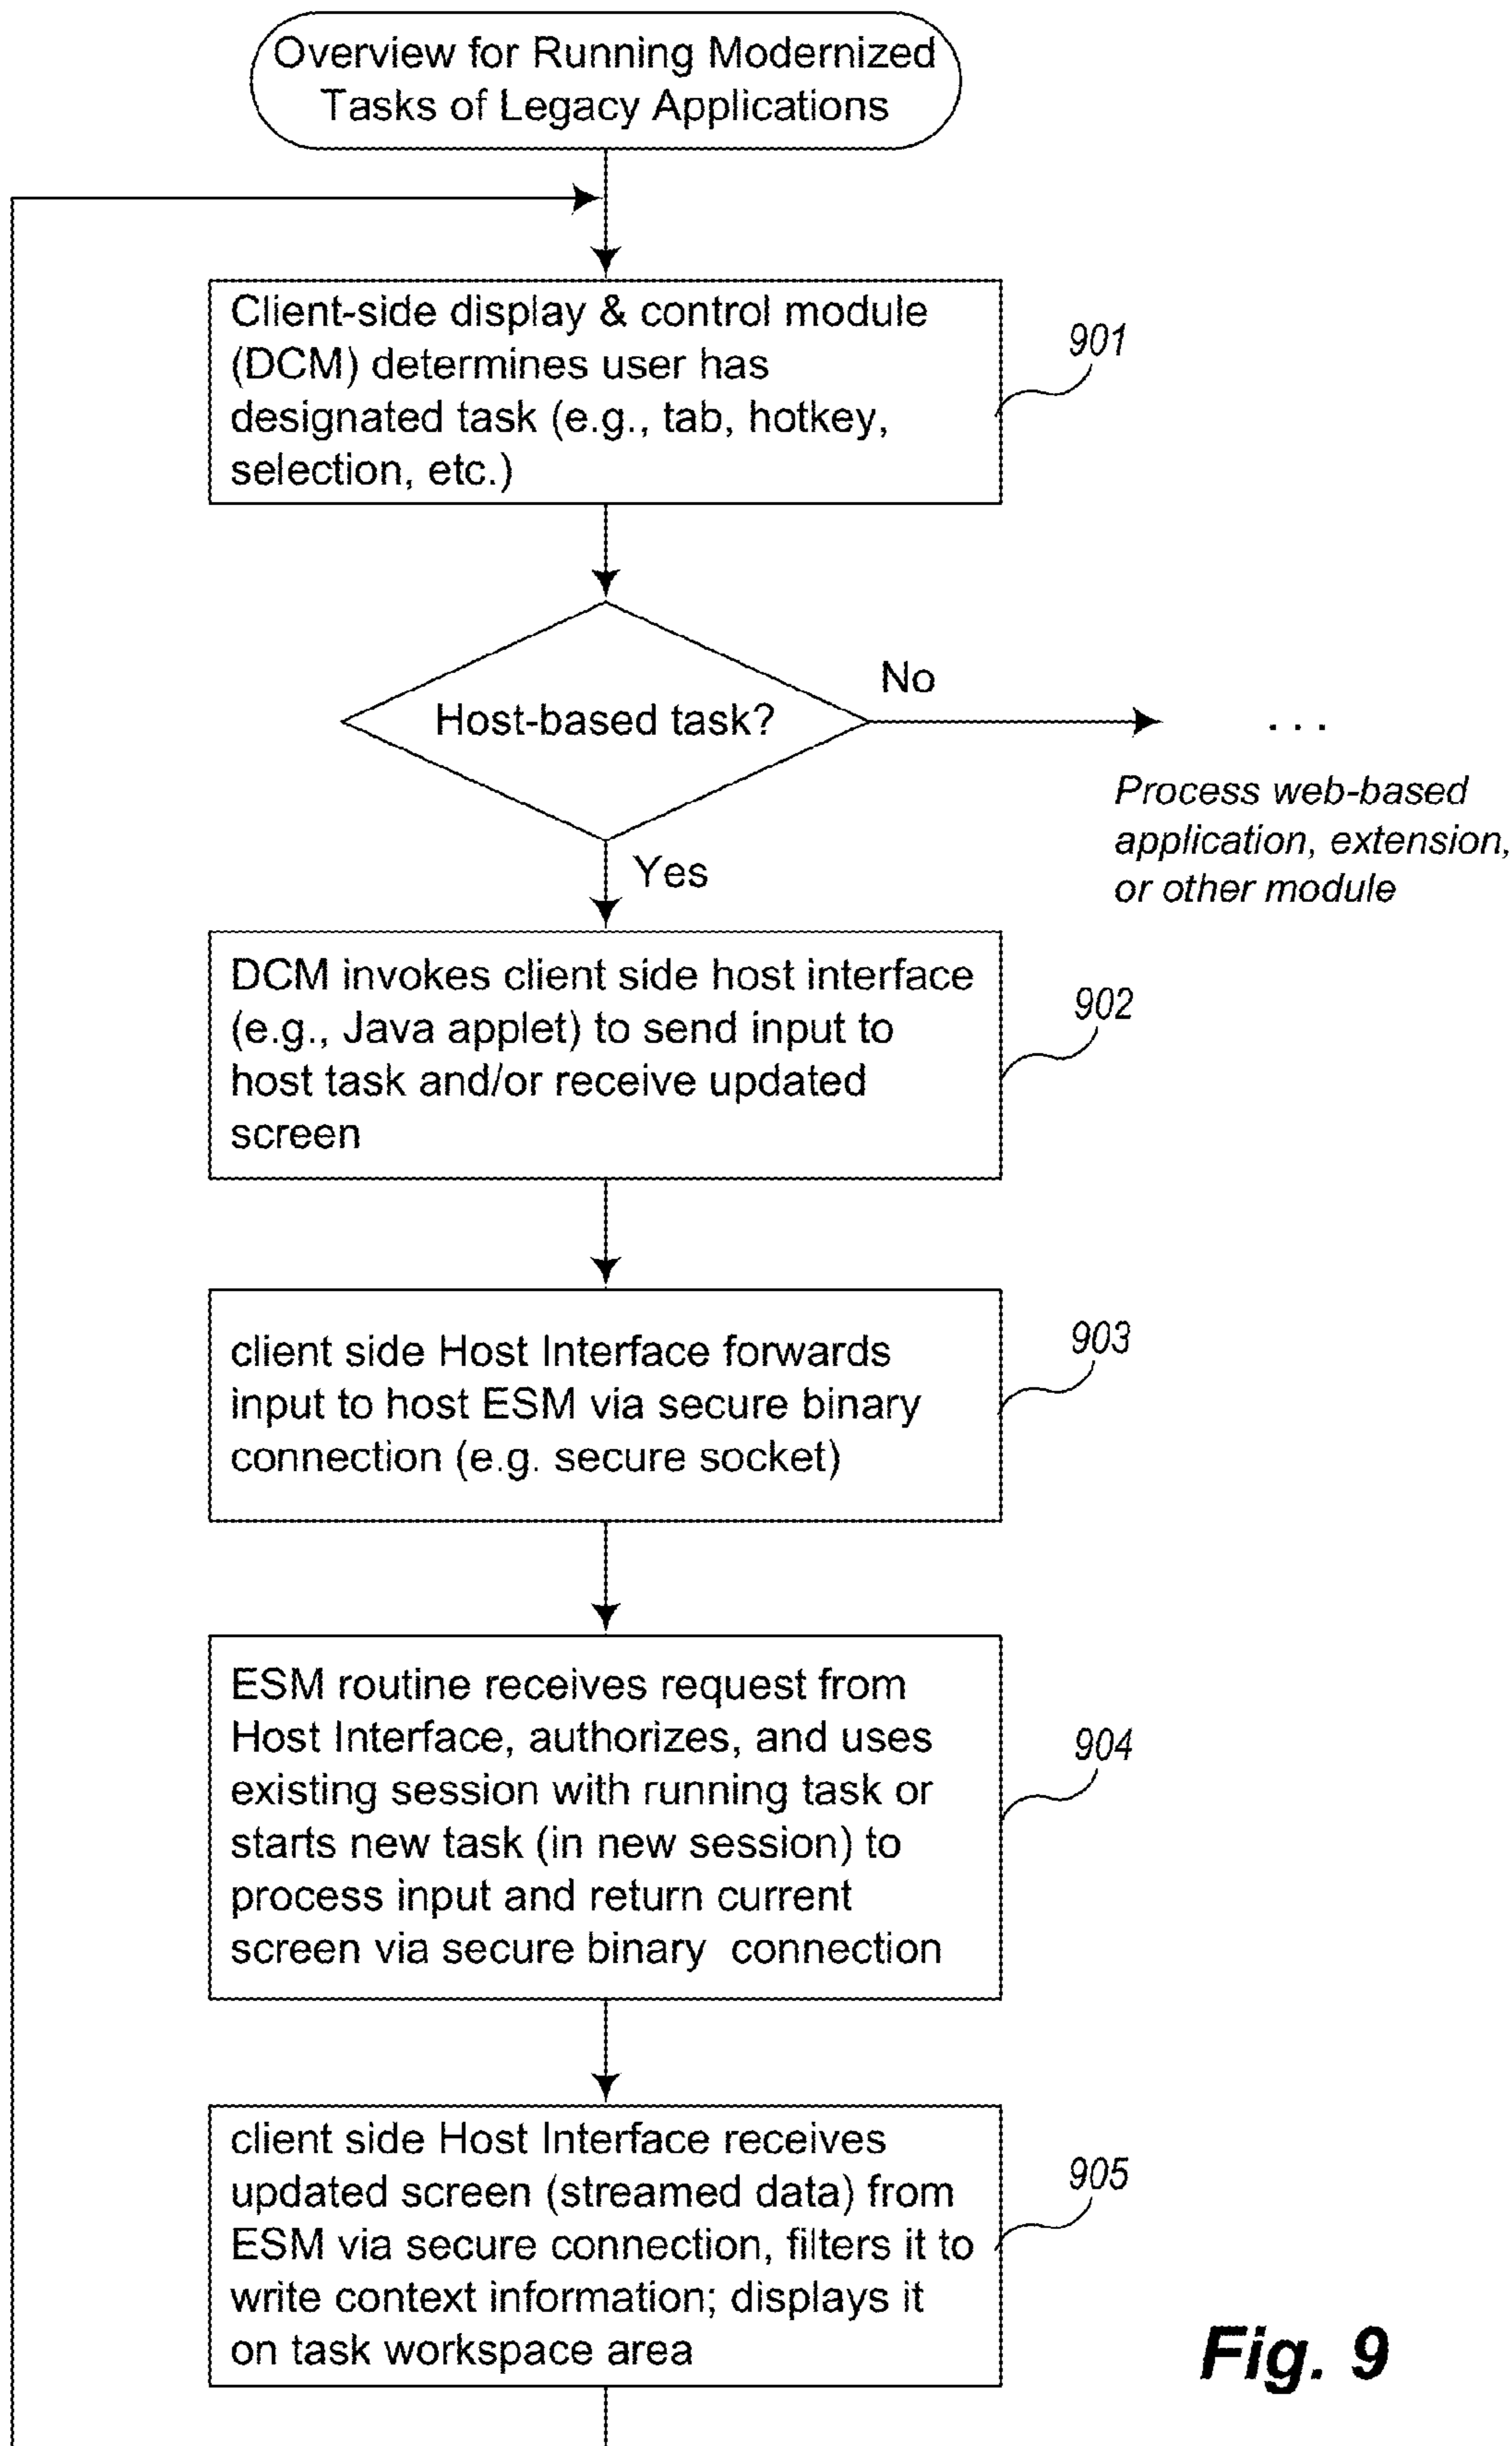 Overview for Running Modernized
Tasks of Legacy Applications
Client-side display & control module
(DCM) determines user has
designated task (e.g., tab, hotkey,
selection, etc.)
901
Host-based task?
No
. . .
Process web-based
application, extension,
or other module
Yes
DCM invokes client side host interface
(e.g., Java applet) to send input to
host task and/or receive updated
screen
902
client side Host Interface forwards
input to host ESM via secure binary
connection (e.g. secure socket)
903
ESM routine receives request from
Host Interface, authorizes, and uses
existing session with running task or
starts new task (in new session) to
process input and return current
screen via secure binary connection
904
client side Host Interface receives
updated screen (streamed data) from
ESM via secure connection, filters it to
write context information; displays it
on task workspace area
905
Fig. 9